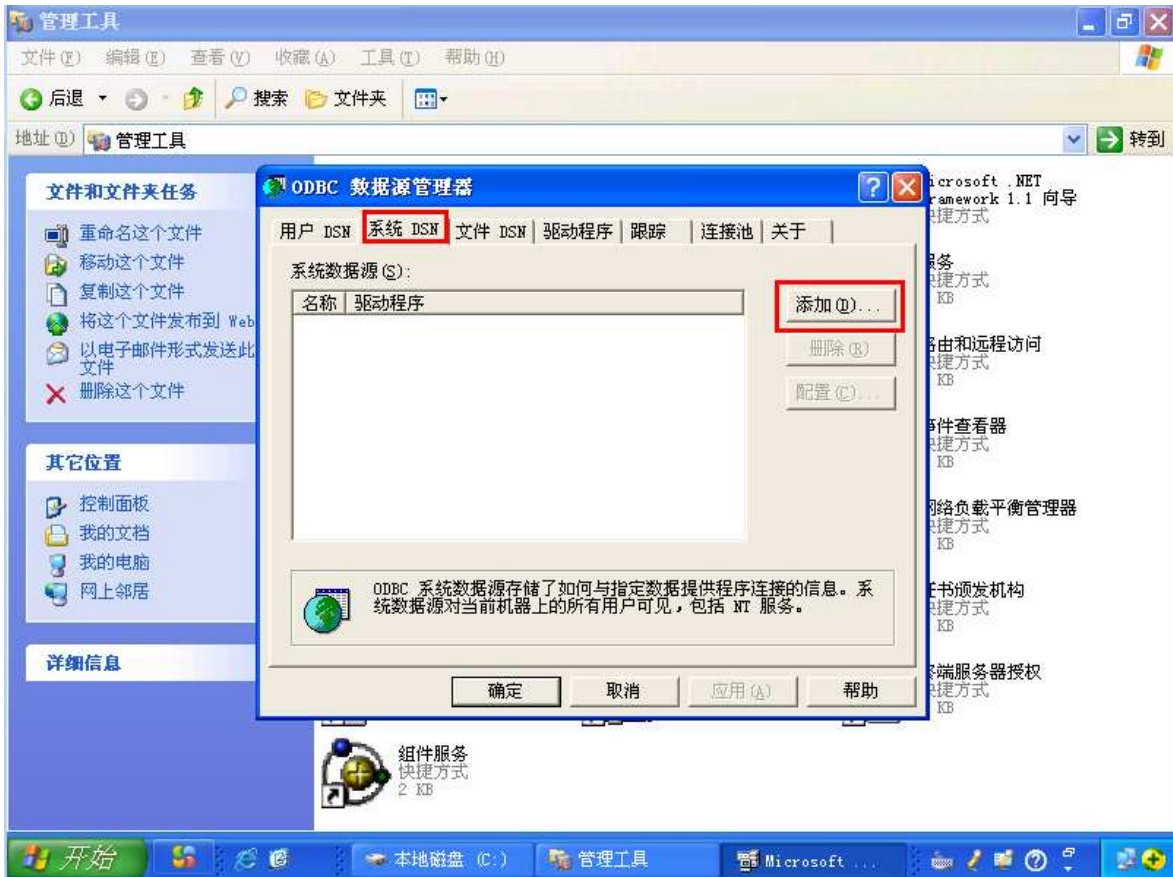 管理工具
文件(F) 编辑(E) 查看(V) 收藏(A) 工具(T) 帮助(H)
后退 搜索 文件夹
地址(D) 管理工具 转到
文件和文件夹任务
重命名这个文件
移动这个文件
复制这个文件
将这个文件发布到 Web
以电子邮件形式发送此
文件
删除这个文件
其它位置
控制面板
我的文档
我的电脑
网上邻居
详细信息
ODBC 数据源管理器
用户 DSN 系统 DSN 文件 DSN 驱动程序 跟踪 连接池 关于
系统数据源(S):
名称 驱动程序
添加(D)...
删除(R)
配置(C)...
ODBC 系统数据源存储了如何与指定数据提供程序连接的信息。系
统数据源对当前机器上的所有用户可见,包括 NT 服务。
确定 取消 应用(A) 帮助
icrosoft .NET
ramework 1.1 向导
捷方式
务
捷方式
KB
由和远程访问
捷方式
KB
件查看器
捷方式
KB
络负载平衡管理器
捷方式
KB
书颁发机构
捷方式
KB
端服务器授权
捷方式
KB
组件服务
快捷方式
2 KB
开始 本地磁盘 (C:) 管理工具 Microsoft ...